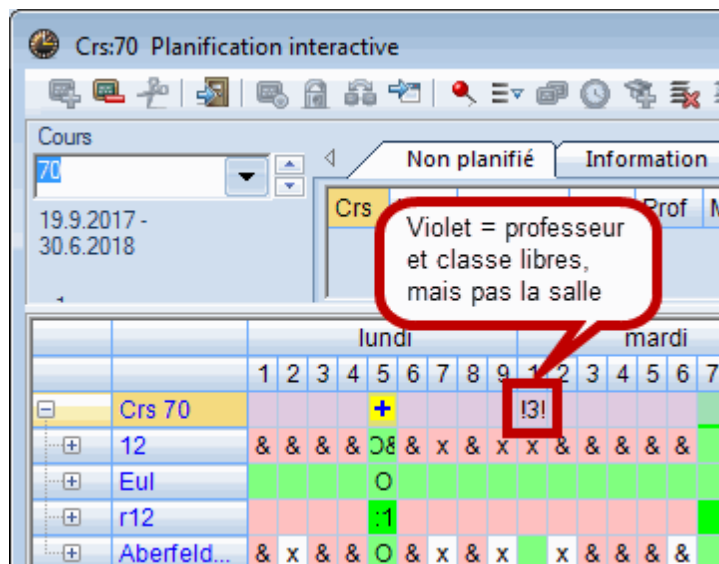 Crs:70 Planification interactive
Cours
70
Non planifié
Information
19.9.2017 -
30.6.2018
Crs
Prof
Violet = professeur
et classe libres,
mais pas la salle
lundi mardi
1 2 3 4 5 6 7 8 9 1 2 3 4 5 6 7
Crs 70 + !3!
12 & & & & & & x & x x & & & & &
Eul O
r12 :1
Aberfeld... & x & & O & x & x x & & & &